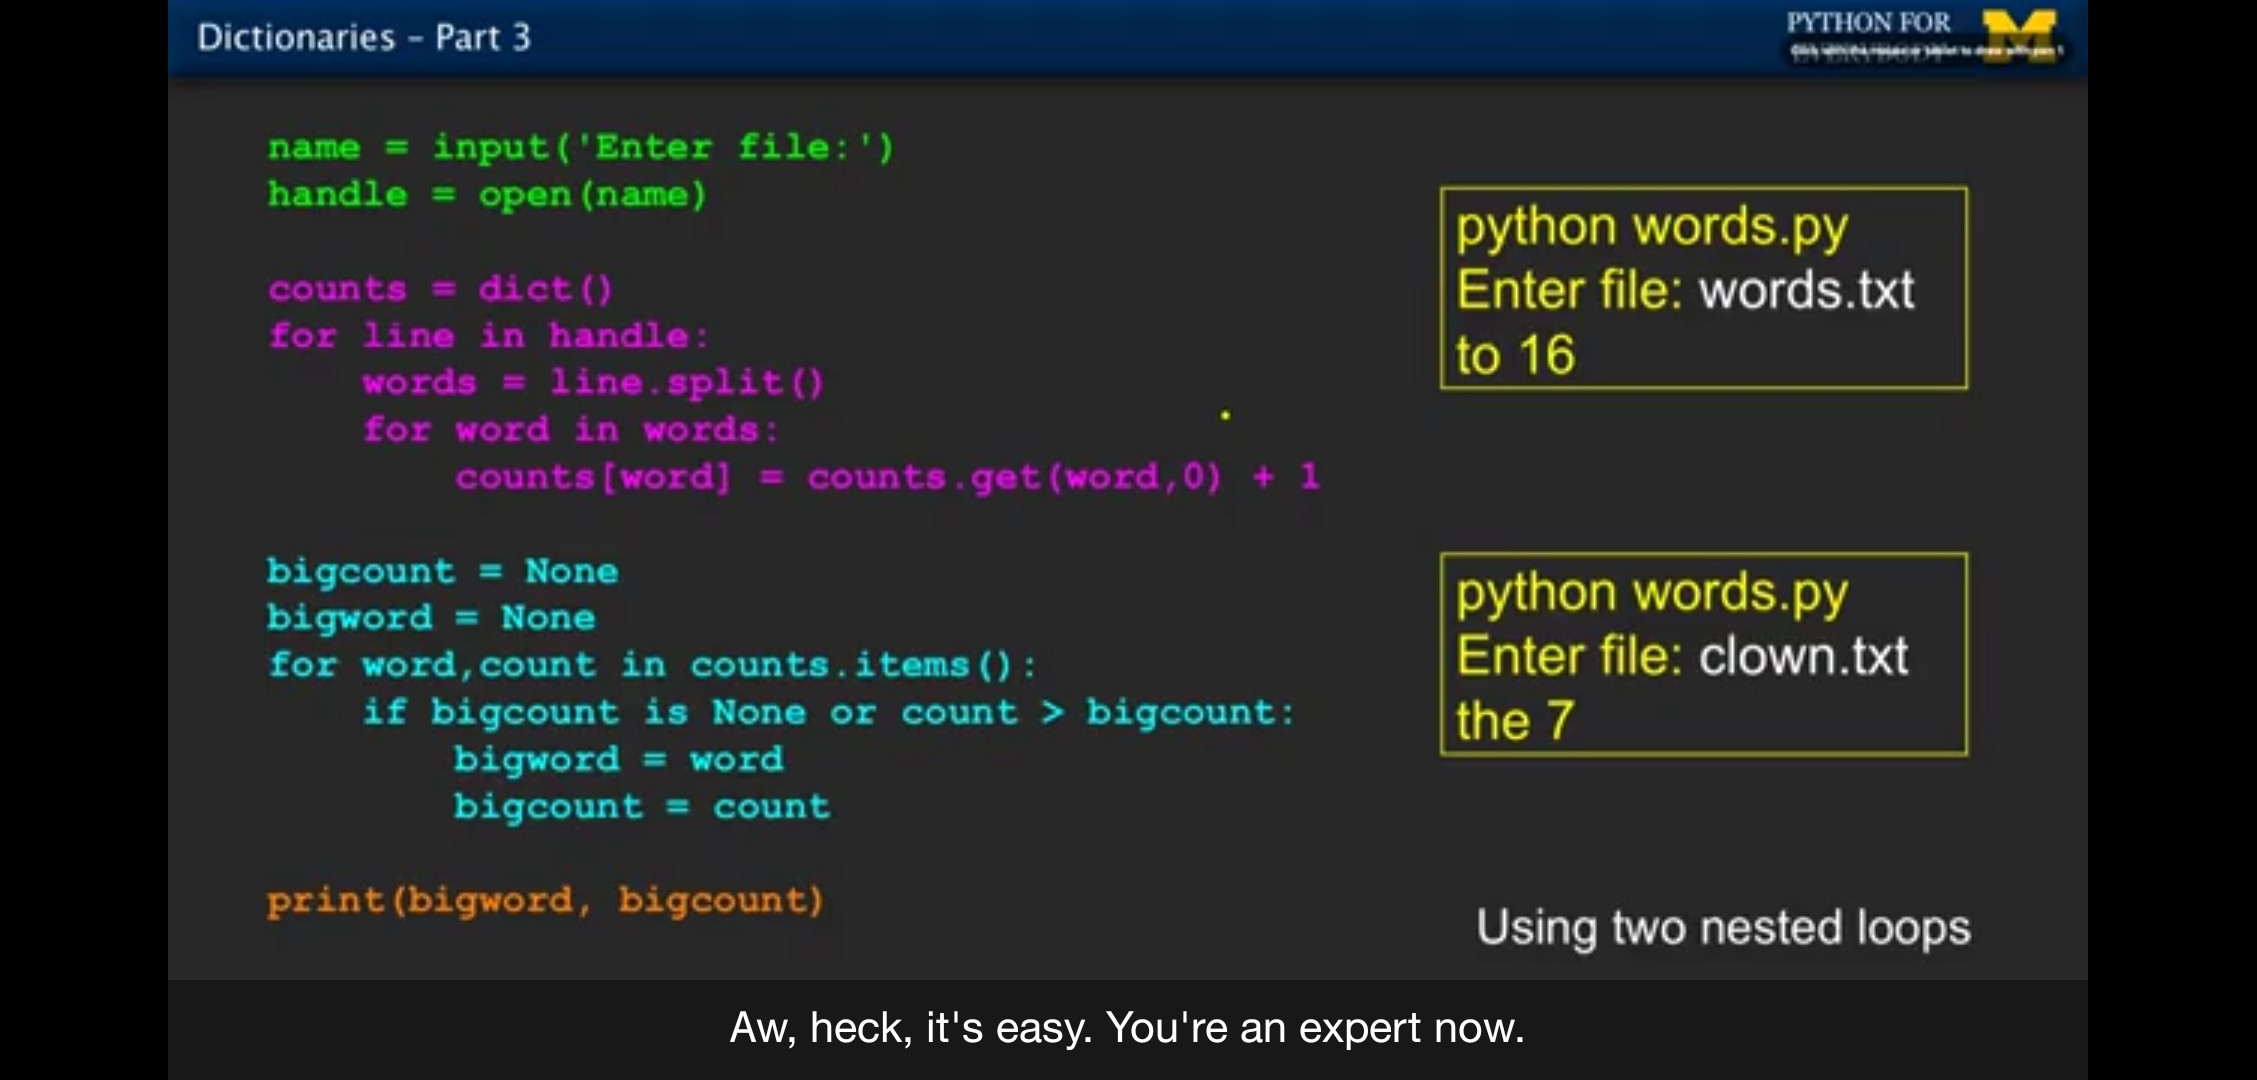 Dictionaries - Part 3
PYTHON FOR
EVERYBODY
name = input('Enter file:')
handle = open(name)
counts = dict()
for line in handle:
    words = line.split()
    for word in words:
        counts[word] = counts.get(word,0) + 1
bigcount = None
bigword = None
for word,count in counts.items():
    if bigcount is None or count > bigcount:
        bigword = word
        bigcount = count
print(bigword, bigcount)
python words.py
Enter file: words.txt
to 16
python words.py
Enter file: clown.txt
the 7
Using two nested loops
Aw, heck, it's easy. You're an expert now.